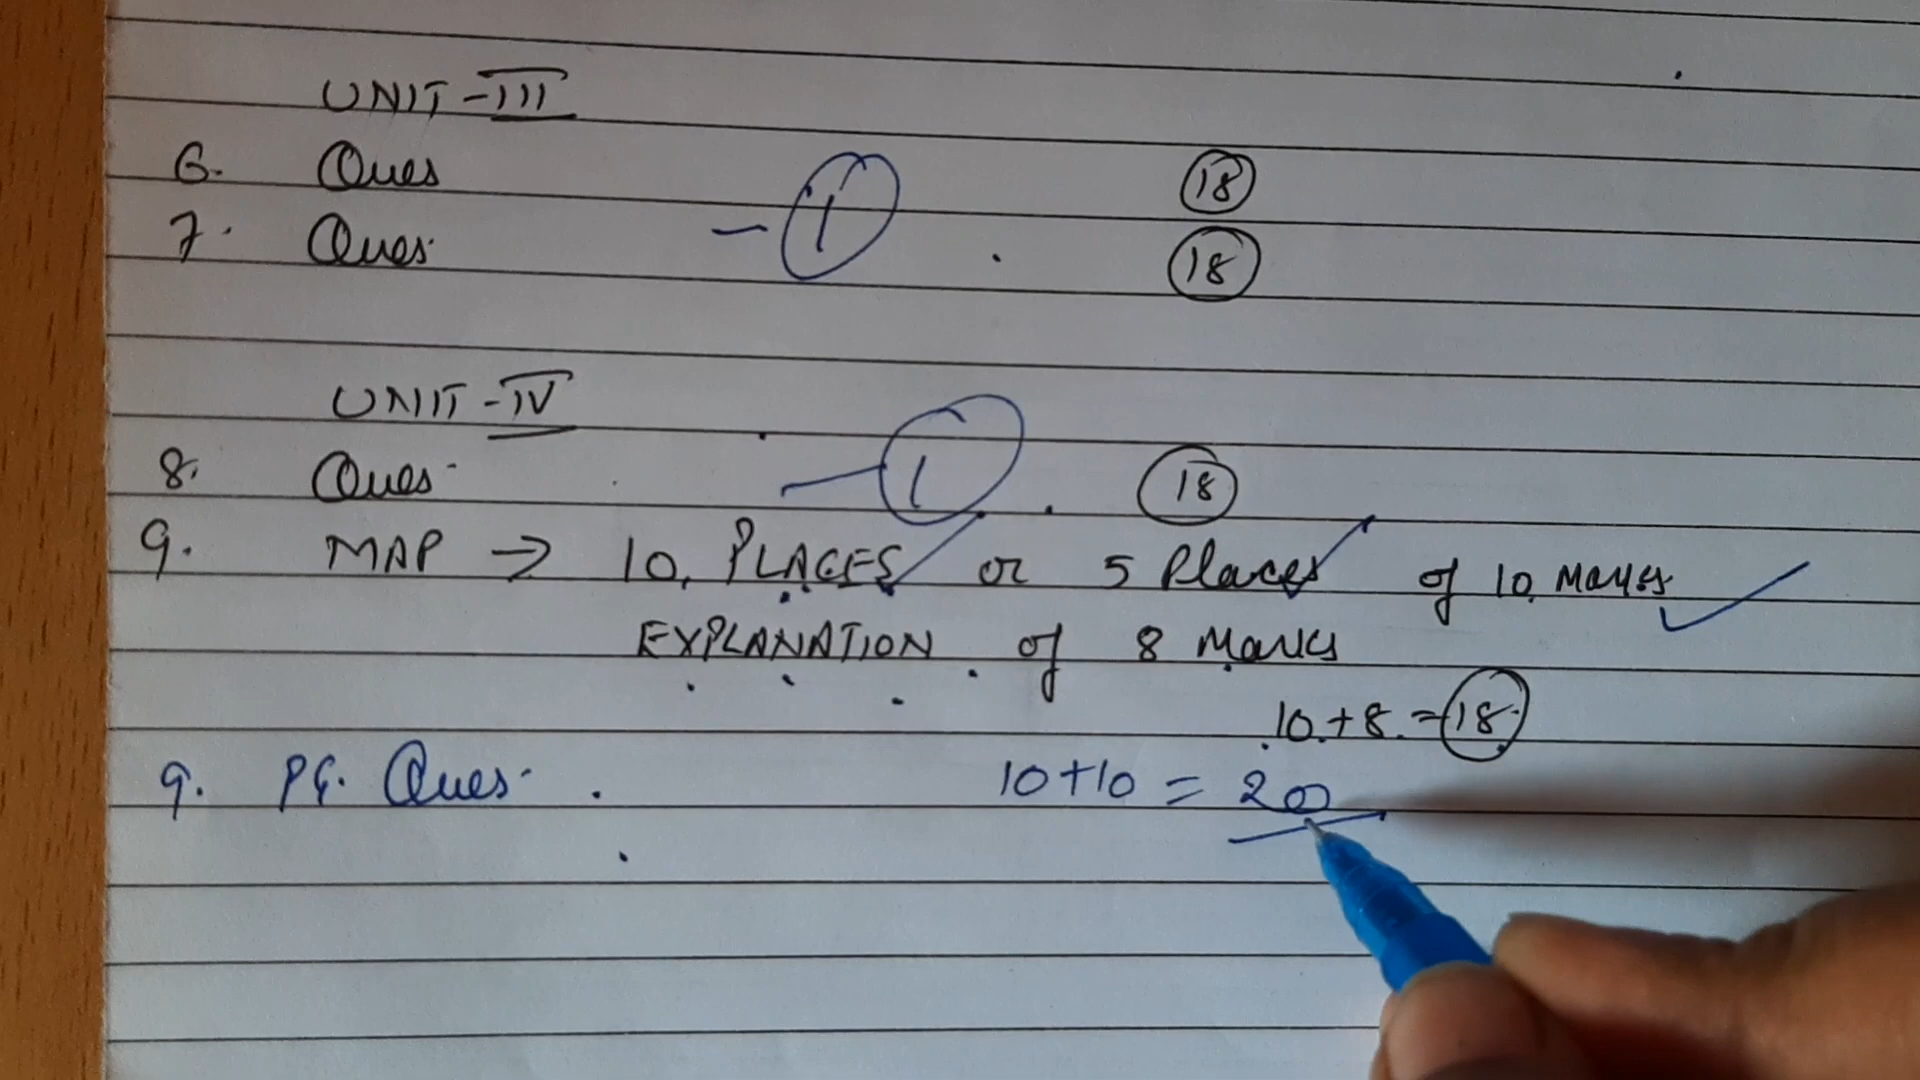 UNIT-III
6. Ques 18
7. Ques. - 1 18
UNIT-IV
8. Ques. - 1 18
9. MAP → 10, PLACES or 5 Places of 10 Marks
EXPLANATION of 8 Marks
10+8=18
9. PG. Ques. 10+10=20